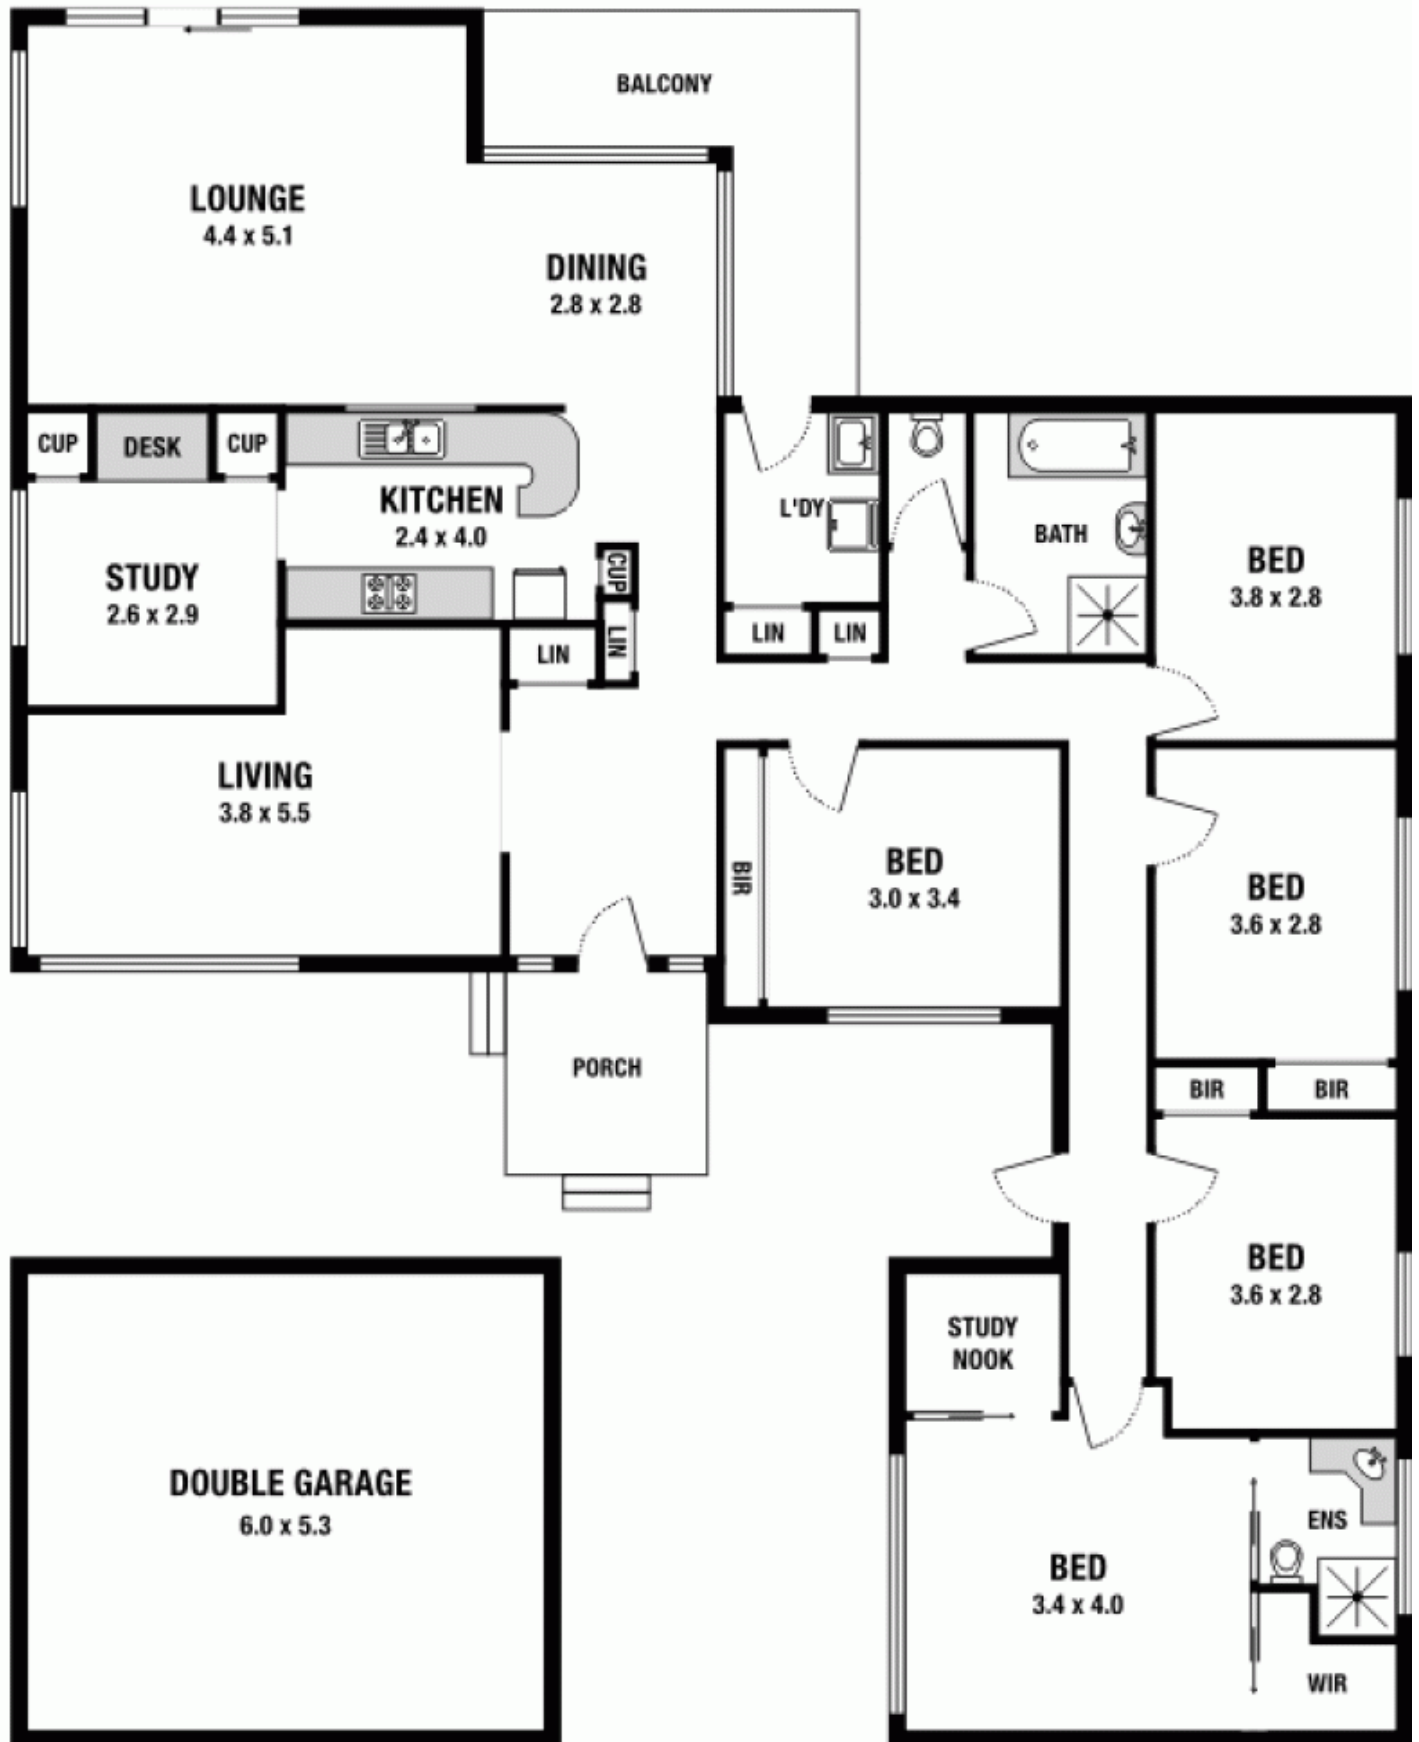 BALCONY
LOUNGE
4.4 x 5.1
DINING
2.8 x 2.8
CUP
DESK
CUP
KITCHEN
2.4 x 4.0
L'DY
BATH
BED
3.8 x 2.8
STUDY
2.6 x 2.9
CUP
LIN
LIN
LIN
LIN
LIVING
3.8 x 5.5
BIR
BED
3.0 x 3.4
BED
3.6 x 2.8
PORCH
BIR
BIR
BED
3.6 x 2.8
STUDY
NOOK
DOUBLE GARAGE
6.0 x 5.3
ENS
BED
3.4 x 4.0
WIR